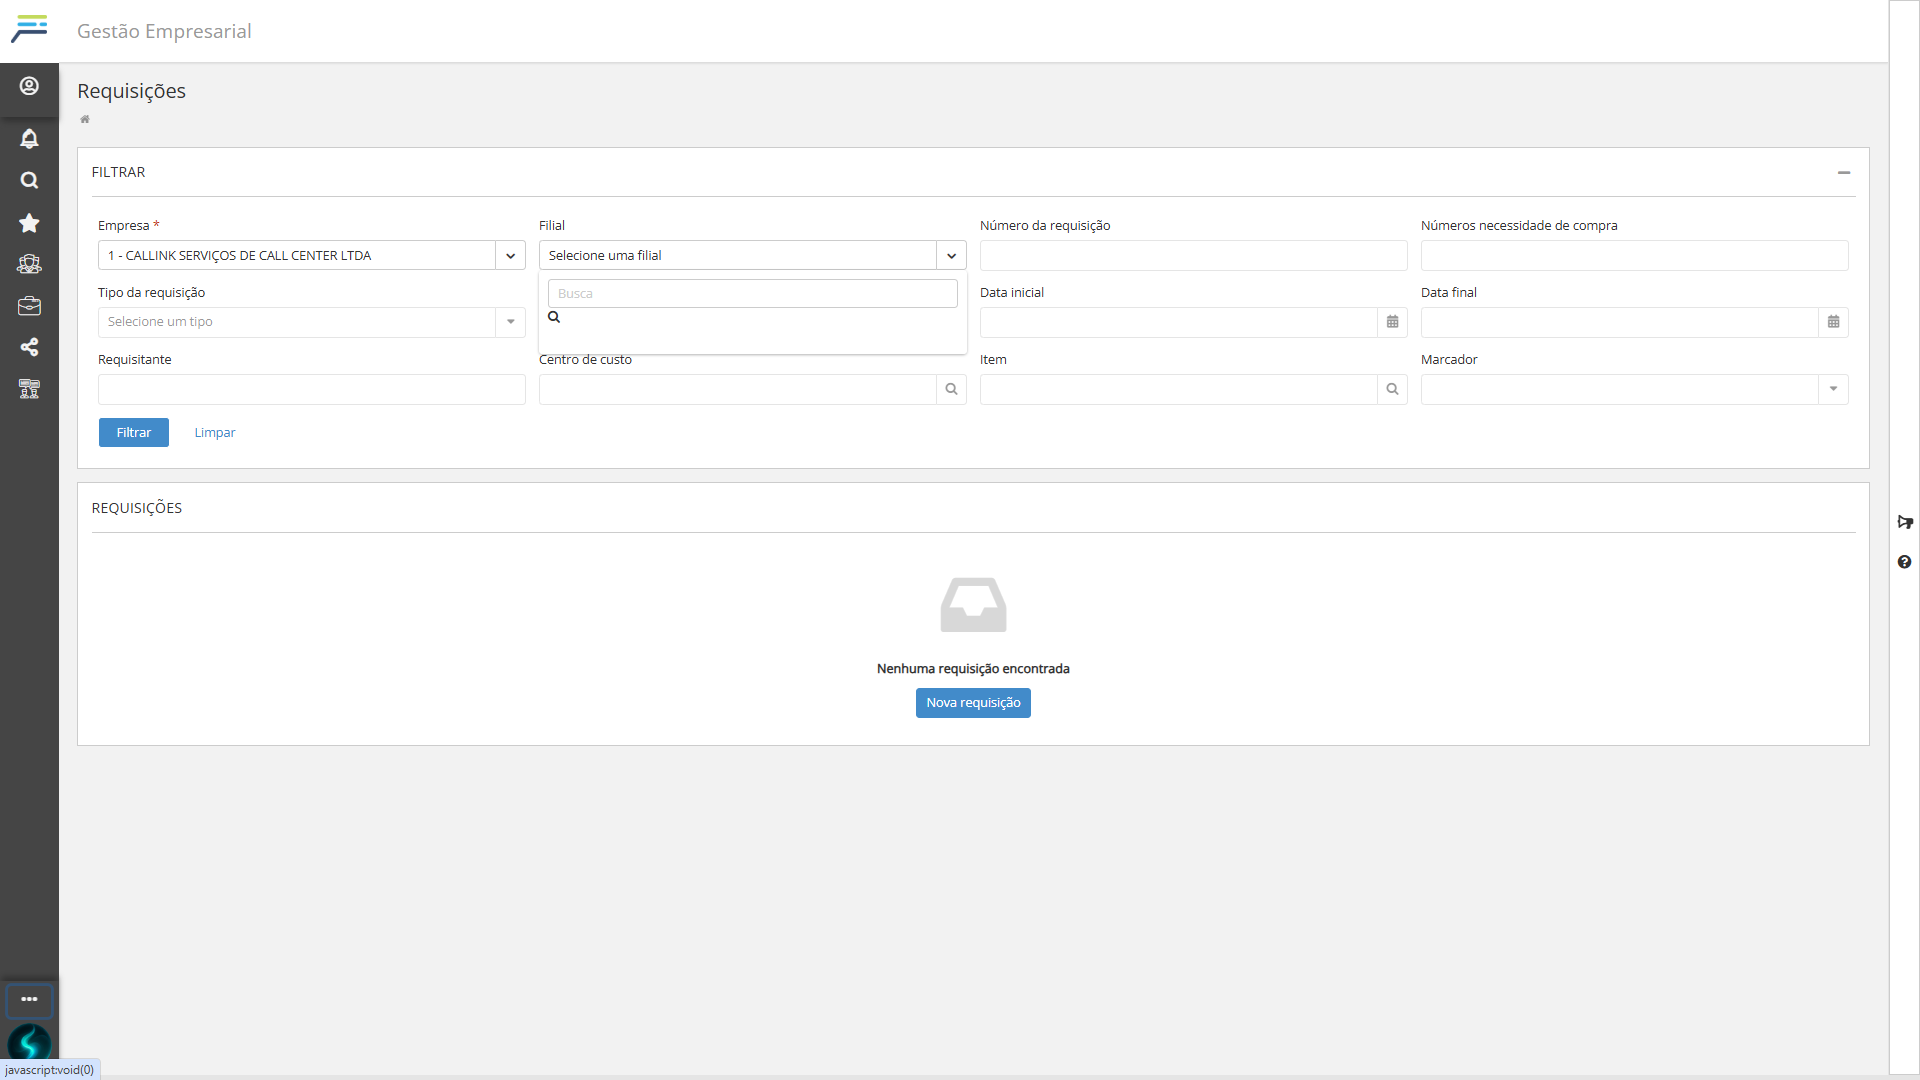 Gestão Empresarial
Requisições
FILTRAR
Empresa *
Filial
Número da requisição
Números necessidade de compra
1 - CALLINK SERVIÇOS DE CALL CENTER LTDA
Selecione uma filial
Busca
Tipo da requisição
Data inicial
Data final
Selecione um tipo
Requisitante
Centro de custo
Item
Marcador
Filtrar
Limpar
REQUISIÇÕES
Nenhuma requisição encontrada
Nova requisição
javascript:void(0)